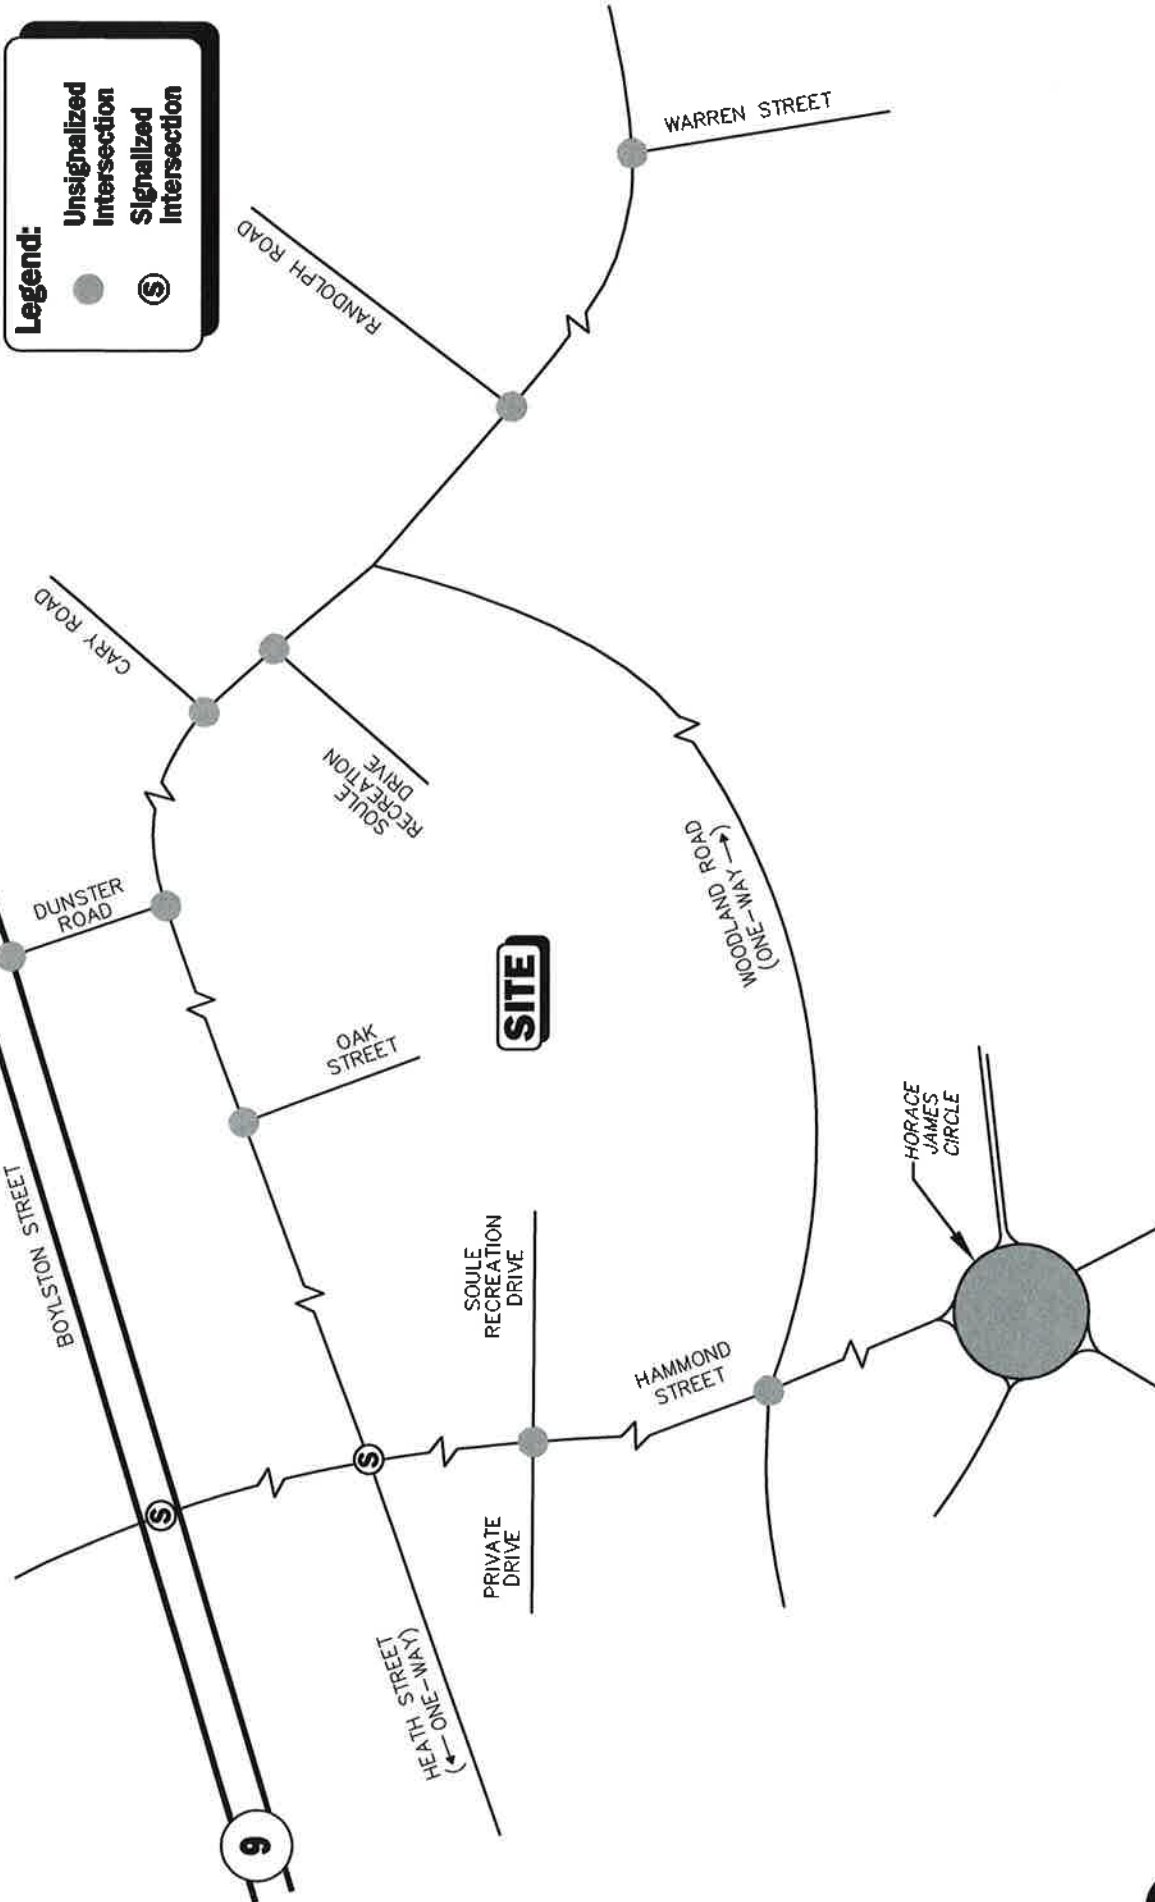 Legend:
Unsignalized
Intersection
S
Signalized
Intersection
WARREN STREET
RANDOLPH ROAD
CARY ROAD
SOULE
RECREATION
DRIVE
DUNSTER
ROAD
OAK
STREET
SITE
WOODLAND ROAD
(ONE-WAY→)
BOYLSTON STREET
SOULE
RECREATION
DRIVE
HAMMOND
STREET
HORACE
JAMES
CIRCLE
S
S
PRIVATE
DRIVE
HEATH STREET
(← ONE-WAY)
9